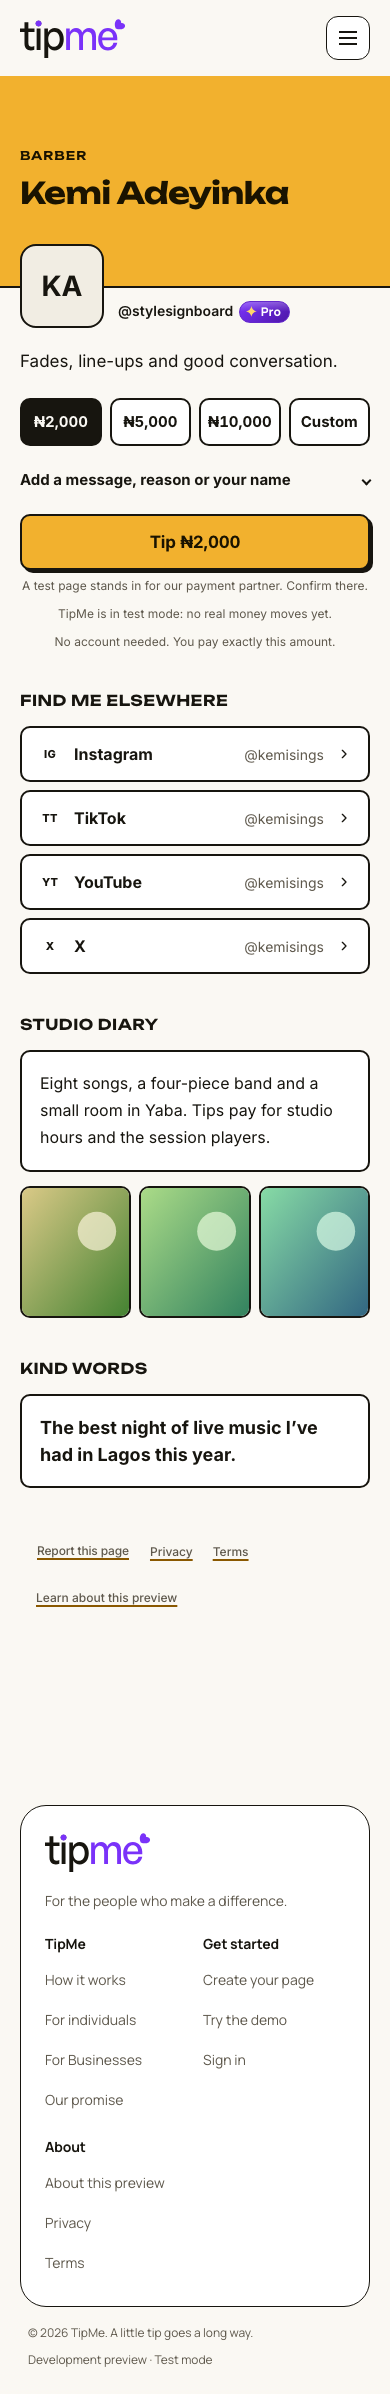 tipme
BARBER
Kemi Adeyinka
KA
@stylesignboard ✦ Pro
Fades, line-ups and good conversation.
₦2,000 ₦5,000 ₦10,000 Custom
Add a message, reason or your name
Tip ₦2,000
A test page stands in for our payment partner. Confirm there.
TipMe is in test mode: no real money moves yet.
No account needed. You pay exactly this amount.
FIND ME ELSEWHERE
IG Instagram @kemisings
TT TikTok @kemisings
YT YouTube @kemisings
X X @kemisings
STUDIO DIARY
Eight songs, a four-piece band and a
small room in Yaba. Tips pay for studio
hours and the session players.
KIND WORDS
The best night of live music I’ve
had in Lagos this year.
Report this page Privacy Terms
Learn about this preview
tipme
For the people who make a difference.
TipMe
How it works
For individuals
For Businesses
Our promise
Get started
Create your page
Try the demo
Sign in
About
About this preview
Privacy
Terms
© 2026 TipMe. A little tip goes a long way.
Development preview · Test mode